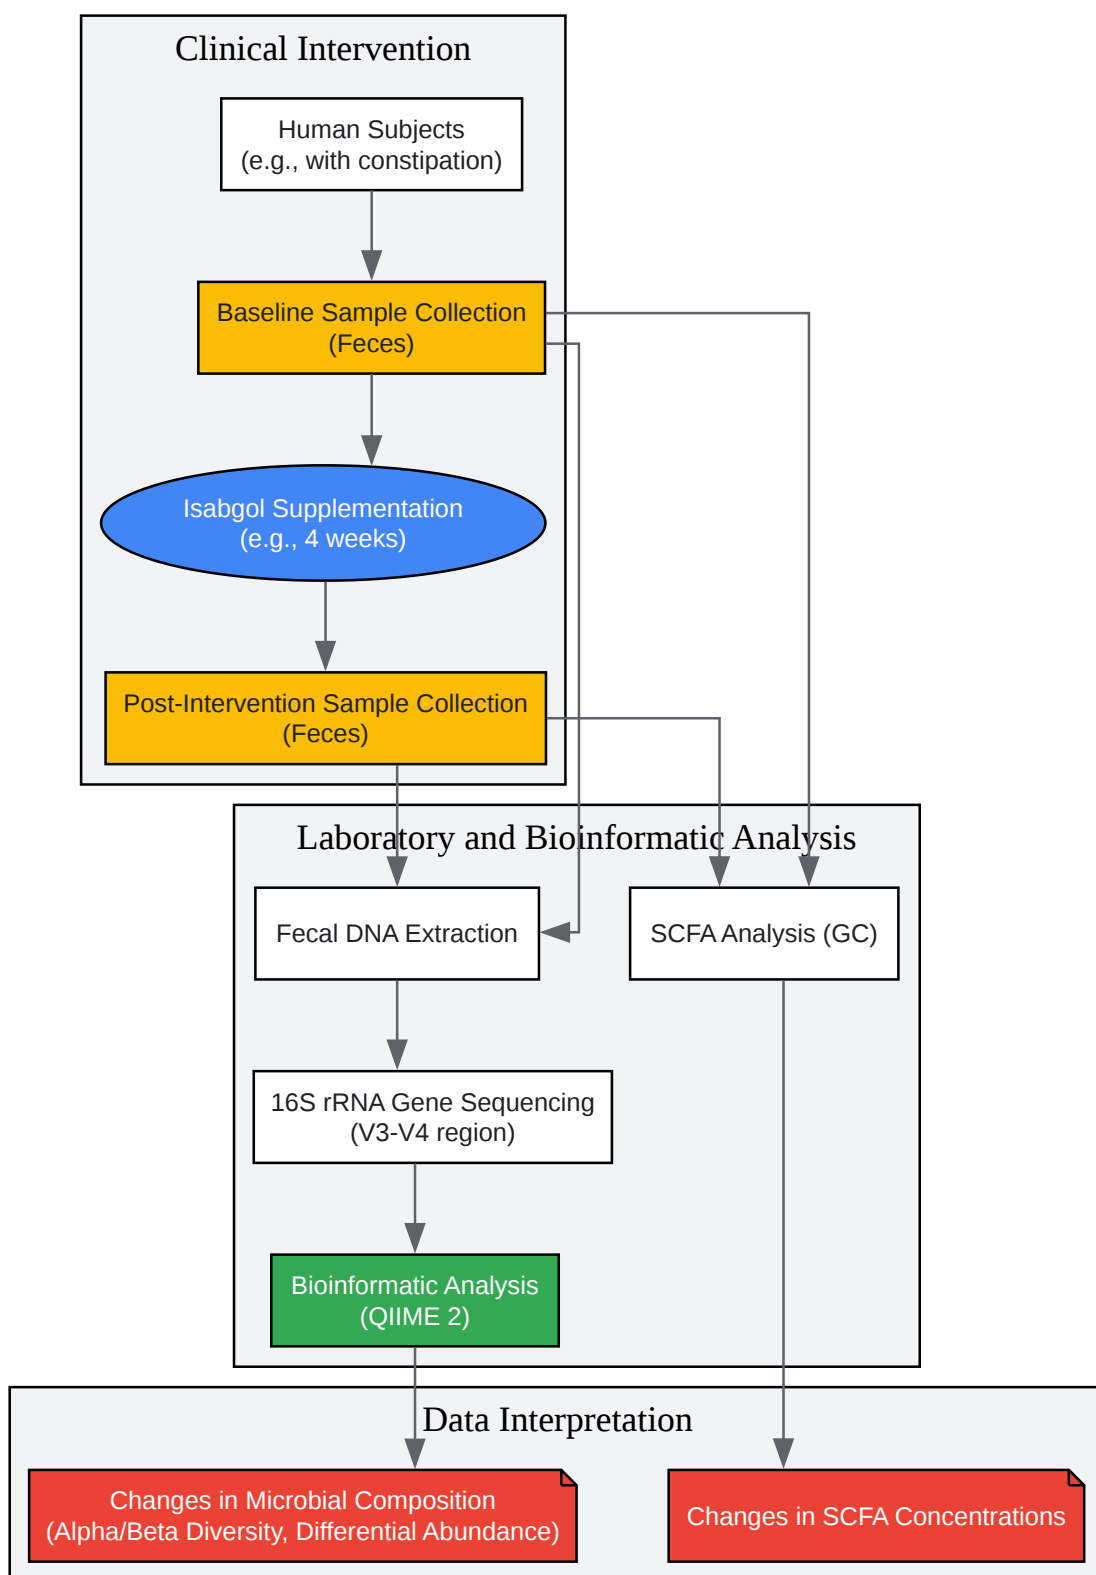 Clinical Intervention
Human Subjects
(e.g., with constipation)
Baseline Sample Collection
(Feces)
Isabgol Supplementation
(e.g., 4 weeks)
Post-Intervention Sample Collection
(Feces)
Laboratory and Bioinformatic Analysis
Fecal DNA Extraction
SCFA Analysis (GC)
16S rRNA Gene Sequencing
(V3-V4 region)
Bioinformatic Analysis
(QIIME 2)
Data Interpretation
Changes in Microbial Composition
(Alpha/Beta Diversity, Differential Abundance)
Changes in SCFA Concentrations